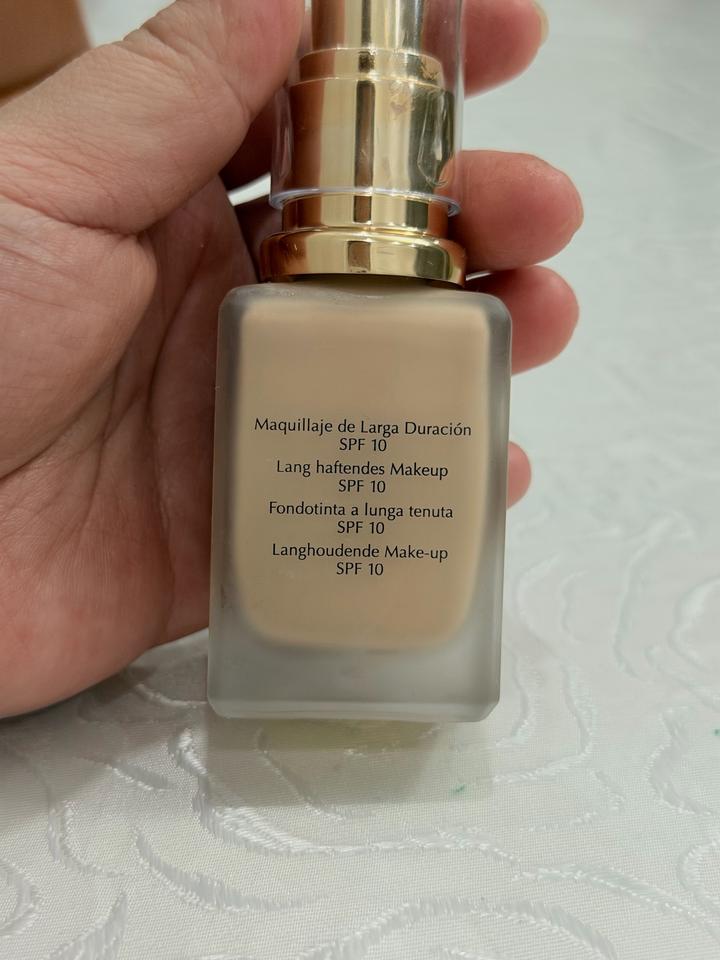 Maquillaje de Larga Duración
SPF 10
Lang haftendes Makeup
SPF 10
Fondotinta a lunga tenuta
SPF 10
Langhoudende Make-up
SPF 10